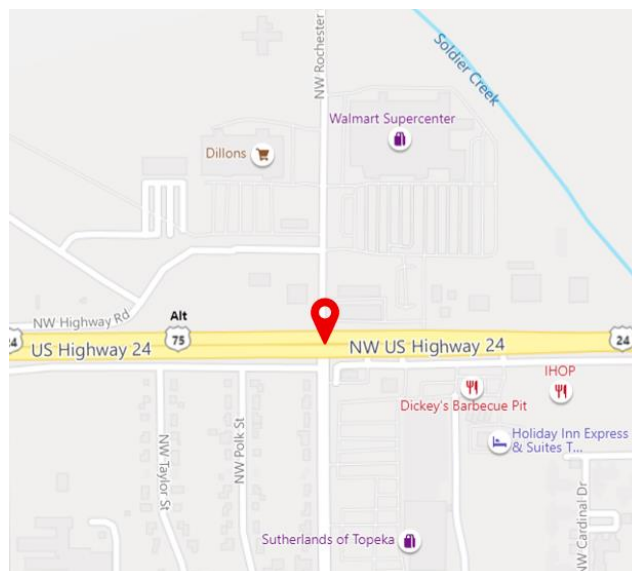 NW Rochester
Soldier Creek
Walmart Supercenter
Dillons
NW Highway Rd
Alt
75
24
US Highway 24
NW US Highway 24
24
IHOP
Dickey's Barbecue Pit
Holiday Inn Express
& Suites T...
NW Taylor St
NW Polk St
NW Cardinal Dr
Sutherlands of Topeka